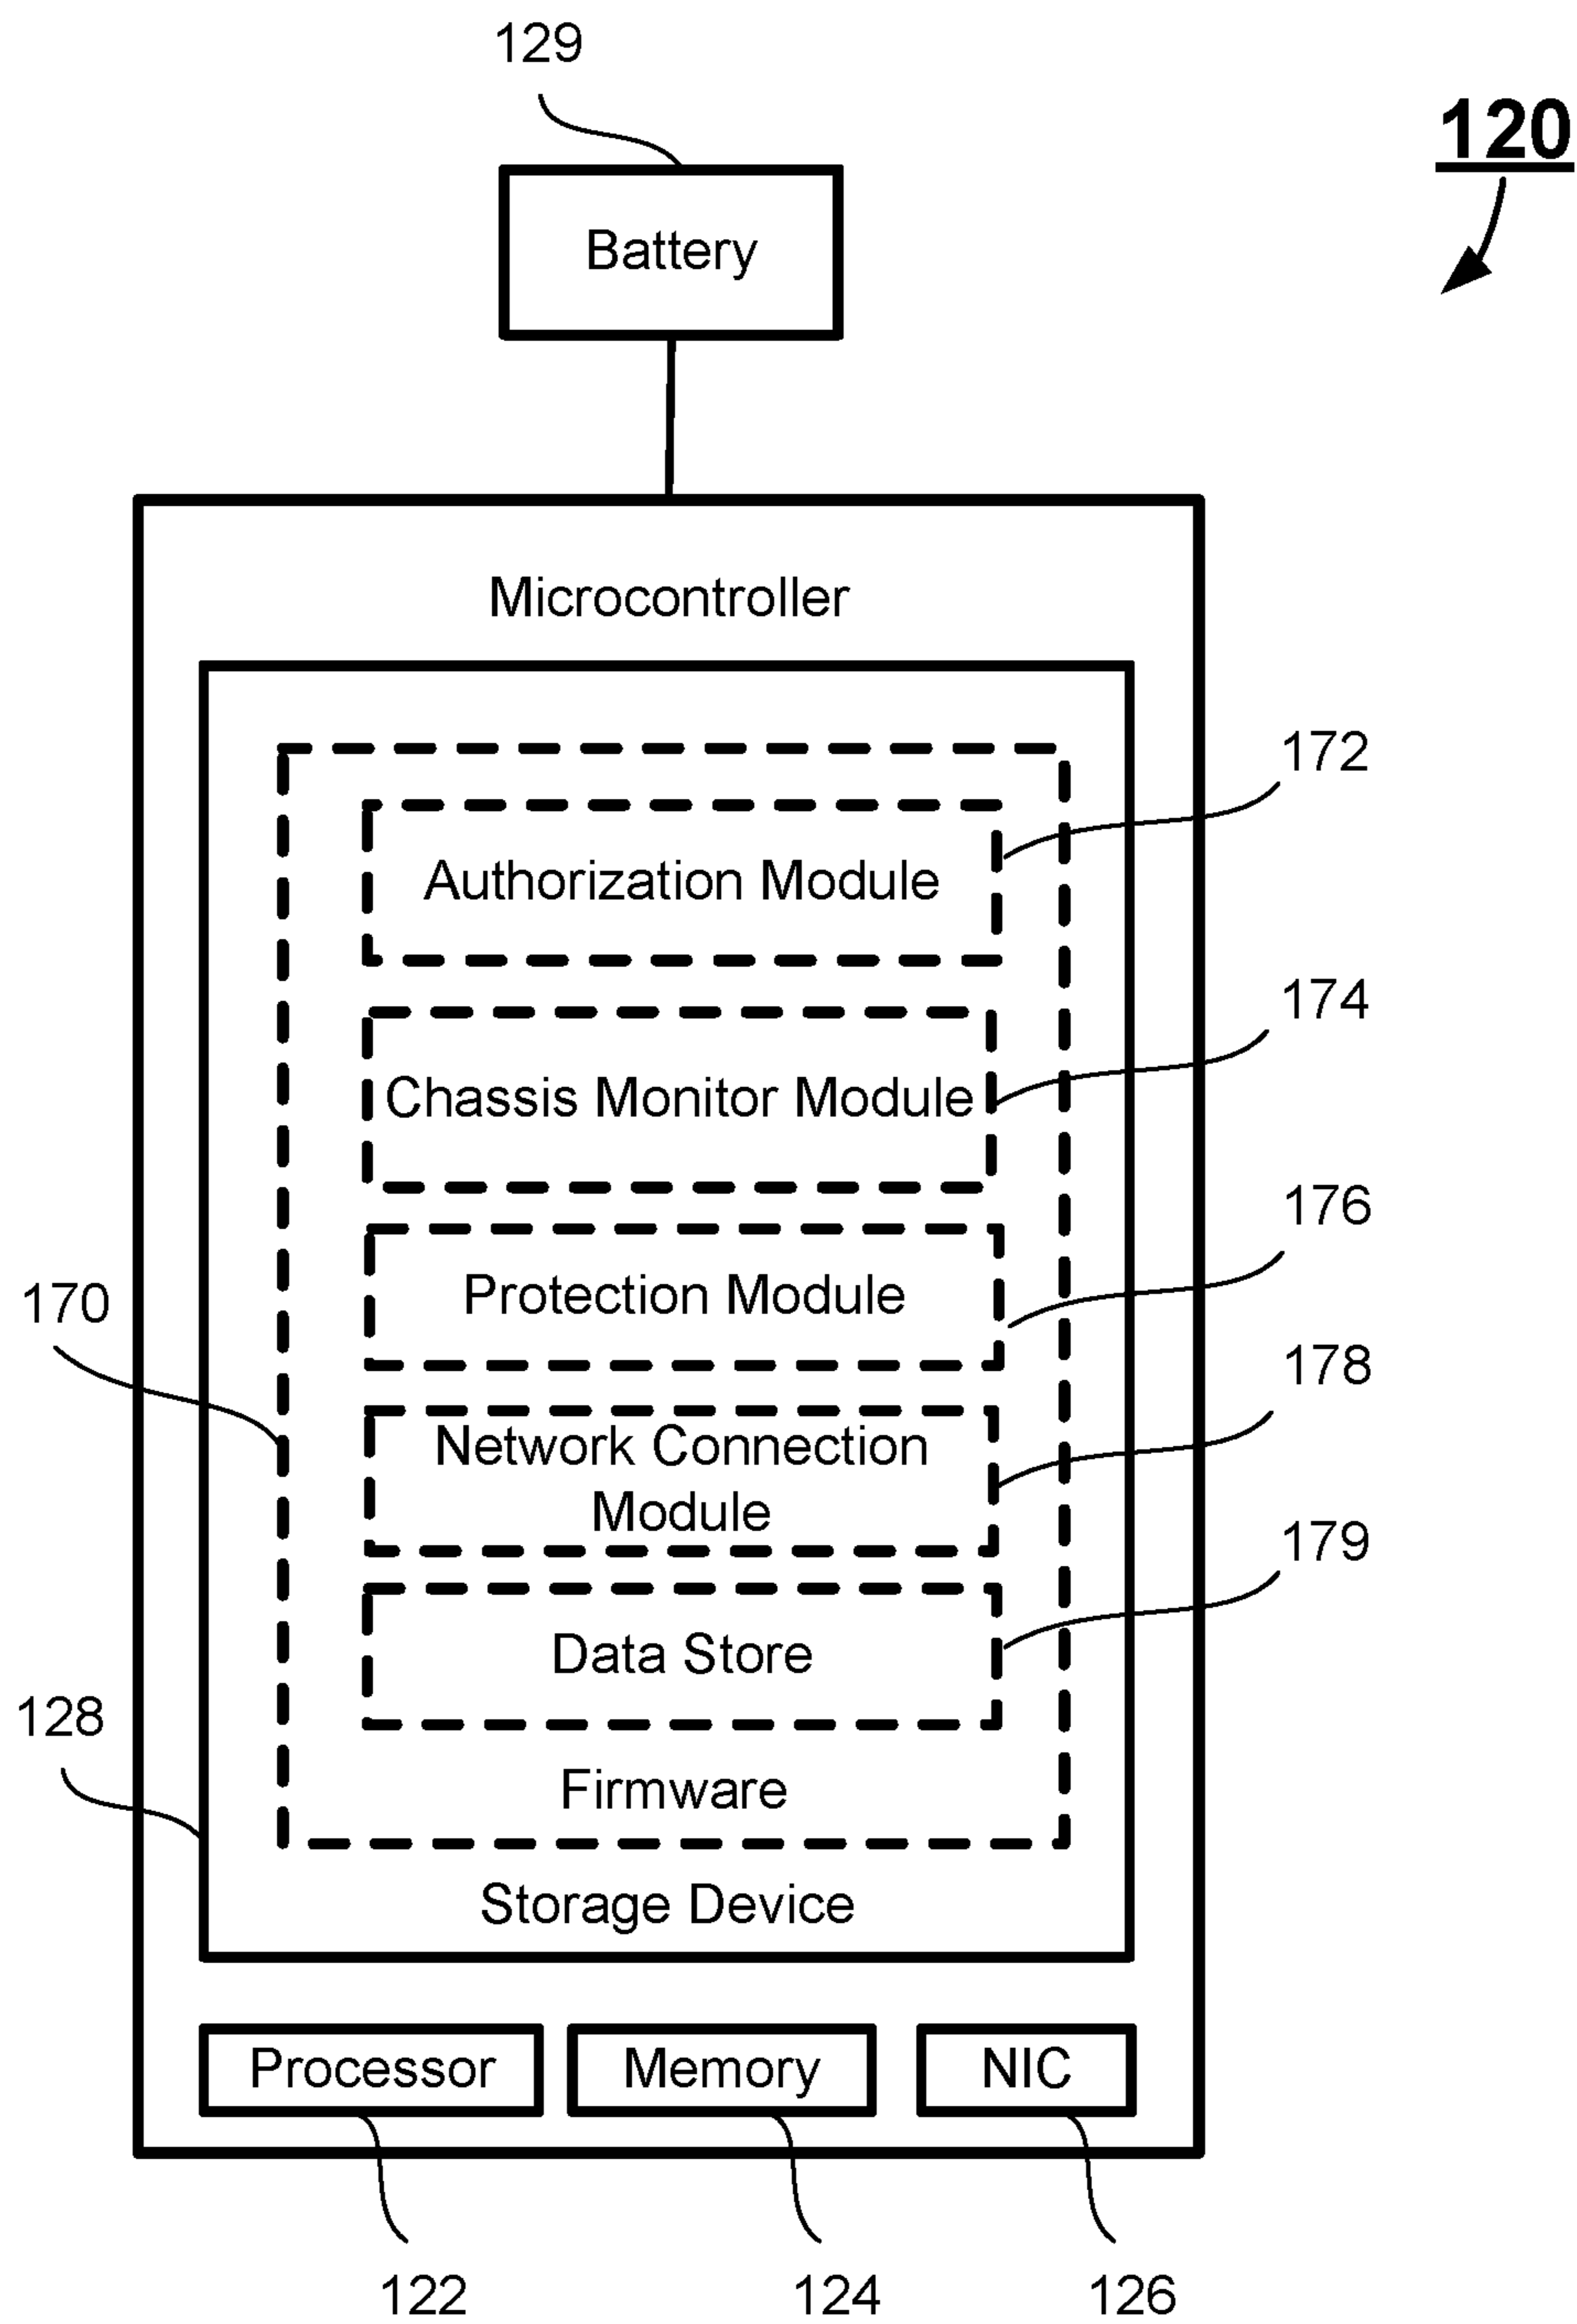 129
120
Battery
Microcontroller
172
Authorization Module
174
Chassis Monitor Module
176
Protection Module
170
178
Network Connection
Module
179
Data Store
128
Firmware
Storage Device
Processor
Memory
NIC
122
124
126